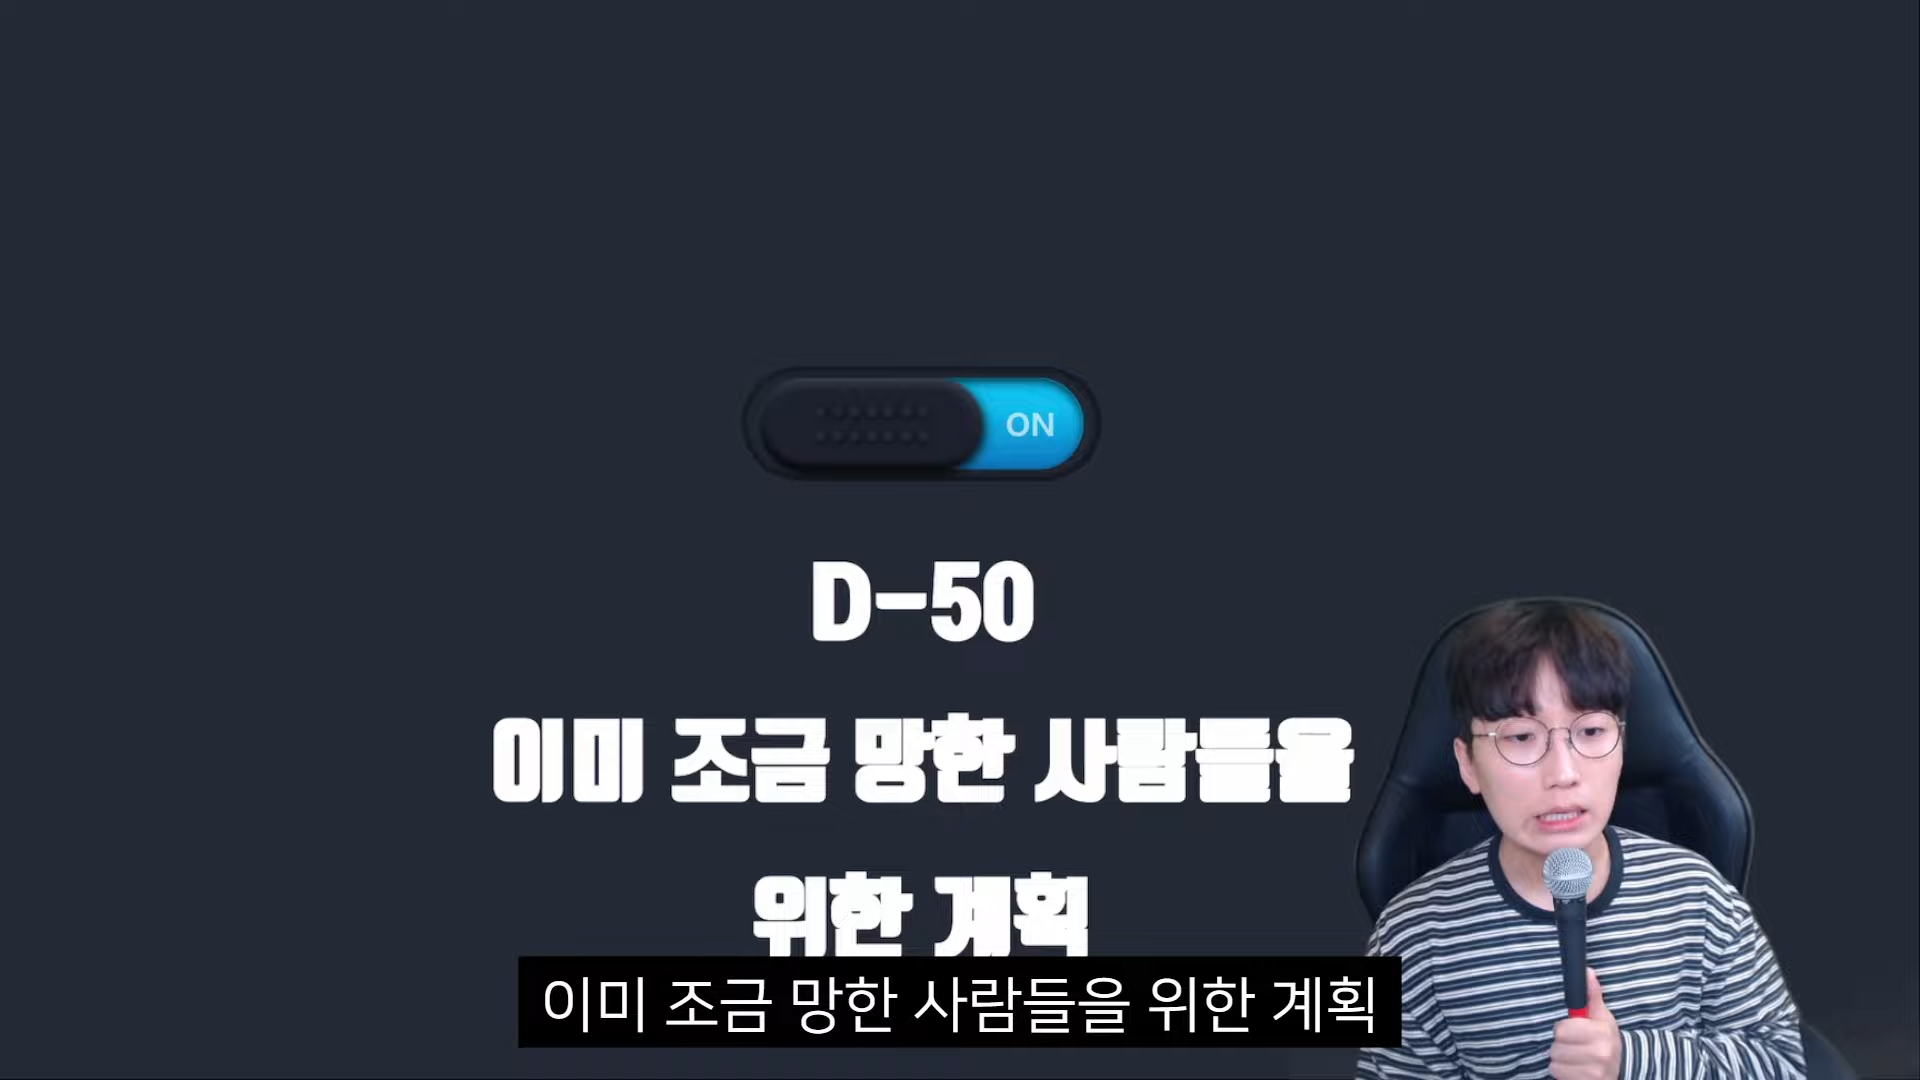 ON
D-50
이미 조금 망한 사람들을
위한 계획
이미 조금 망한 사람들을 위한 계획